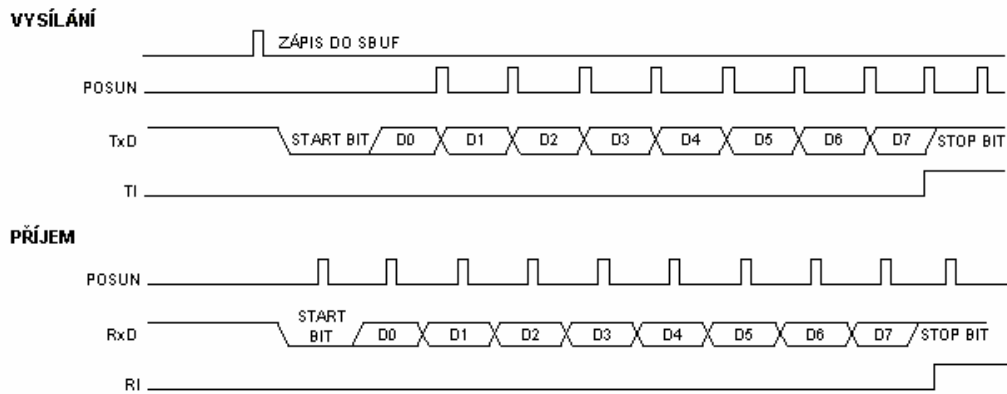 VYSÍLÁNÍ
ZÁPIS DO SBUF
POSUN
TxD START BIT D0 D1 D2 D3 D4 D5 D6 D7 STOP BIT
TI
PŘÍJEM
POSUN
START
RxD BIT D0 D1 D2 D3 D4 D5 D6 D7 STOP BIT
RI